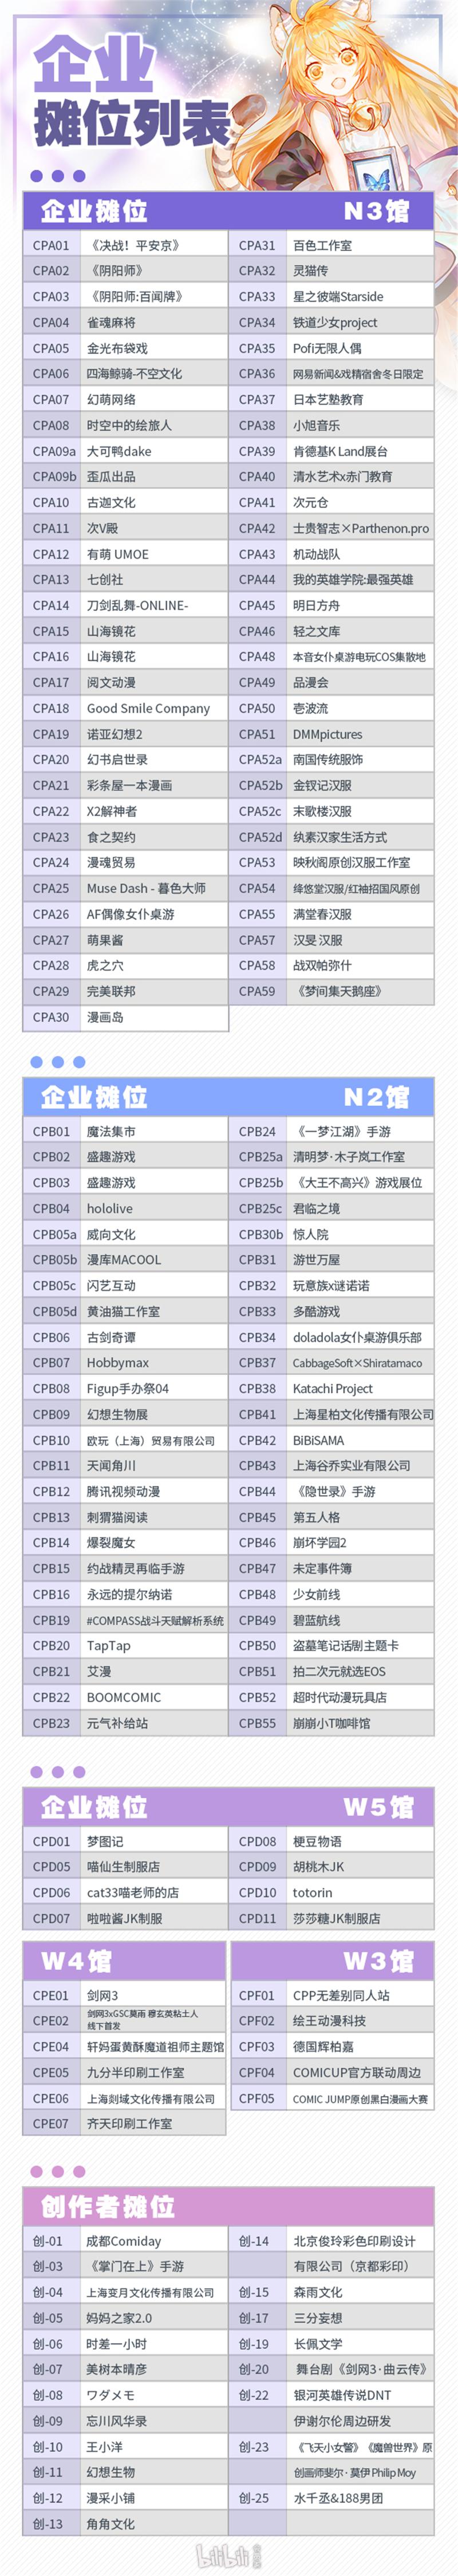 企业
摊位列表
企业摊位 N3馆
CPA01 《决战！平安京》 CPA31 百色工作室
CPA02 《阴阳师》 CPA32 灵猫传
CPA03 《阴阳师:百闻牌》 CPA33 星之彼端Starside
CPA04 雀魂麻将 CPA34 铁道少女project
CPA05 金光布袋戏 CPA35 Pofi无限人偶
CPA06 四海鲸骑-不空文化 CPA36 网易新闻&戏精宿舍冬日限定
CPA07 幻萌网络 CPA37 日本艺塾教育
CPA08 时空中的绘旅人 CPA38 小旭音乐
CPA09a 大可鸭dake CPA39 肯德基K Land展台
CPA09b 歪瓜出品 CPA40 清水艺术x赤门教育
CPA10 古迦文化 CPA41 次元仓
CPA11 次V殿 CPA42 士贵智志×Parthenon.pro
CPA12 有萌 UMOE CPA43 机动战队
CPA13 七创社 CPA44 我的英雄学院:最强英雄
CPA14 刀剑乱舞-ONLINE- CPA45 明日方舟
CPA15 山海镜花 CPA46 轻之文库
CPA16 山海镜花 CPA48 本音女仆桌游电玩COS集散地
CPA17 阅文动漫 CPA49 品漫会
CPA18 Good Smile Company CPA50 壱波流
CPA19 诺亚幻想2 CPA51 DMMpictures
CPA20 幻书启世录 CPA52a 南国传统服饰
CPA21 彩条屋一本漫画 CPA52b 金钗记汉服
CPA22 X2解神者 CPA52c 末歌楼汉服
CPA23 食之契约 CPA52d 纨素汉家生活方式
CPA24 漫魂贸易 CPA53 映秋阁原创汉服工作室
CPA25 Muse Dash - 暮色大师 CPA54 绛悠堂汉服/红袖招国风原创
CPA26 AF偶像女仆桌游 CPA55 满堂春汉服
CPA27 萌果酱 CPA57 汉旻汉服
CPA28 虎之穴 CPA58 战双帕弥什
CPA29 完美联邦 CPA59 《梦间集天鹅座》
CPA30 漫画岛
企业摊位 N2馆
CPB01 魔法集市 CPB24 《一梦江湖》手游
CPB02 盛趣游戏 CPB25a 清明梦·木子岚工作室
CPB03 盛趣游戏 CPB25b 《大王不高兴》游戏展位
CPB04 hololive CPB25c 君临之境
CPB05a 威向文化 CPB30b 惊人院
CPB05b 漫库MACOOL CPB31 游世万屋
CPB05c 闪艺互动 CPB32 玩意族x谜诺诺
CPB05d 黄油猫工作室 CPB33 多酷游戏
CPB06 古剑奇谭 CPB34 doladola女仆桌游俱乐部
CPB07 Hobbymax CPB37 CabbageSoft×Shiratamaco
CPB08 Figup手办祭04 CPB38 Katachi Project
CPB09 幻想生物展 CPB41 上海星柏文化传播有限公司
CPB10 欧玩（上海）贸易有限公司 CPB42 BiBiSAMA
CPB11 天闻角川 CPB43 上海谷乔实业有限公司
CPB12 腾讯视频动漫 CPB44 《隐世录》手游
CPB13 刺猬猫阅读 CPB45 第五人格
CPB14 爆裂魔女 CPB46 崩坏学园2
CPB15 约战精灵再临手游 CPB47 未定事件簿
CPB16 永远的提尔纳诺 CPB48 少女前线
CPB19 #COMPASS战斗天赋解析系统 CPB49 碧蓝航线
CPB20 TapTap CPB50 盗墓笔记话剧主题卡
CPB21 艾漫 CPB51 拍二次元就选EOS
CPB22 BOOMCOMIC CPB52 超时代动漫玩具店
CPB23 元气补给站 CPB55 崩崩小T咖啡馆
企业摊位 W5馆
CPD01 梦图记 CPD08 梗豆物语
CPD05 喵仙生制服店 CPD09 胡桃木JK
CPD06 cat33喵老师的店 CPD10 totorin
CPD07 啦啦酱JK制服 CPD11 莎莎糖JK制服店
W4馆 W3馆
CPE01 剑网3 CPF01 CPP无差别同人站
CPE02 剑网3xGSC莫雨 穆玄英粘土人
线下首发 CPF02 绘王动漫科技
CPE04 轩妈蛋黄酥魔道祖师主题馆 CPF03 德国辉柏嘉
CPE05 九分半印刷工作室 CPF04 COMICUP官方联动周边
CPE06 上海剡域文化传播有限公司 CPF05 COMIC JUMP原创黑白漫画大赛
CPE07 齐天印刷工作室
创作者摊位
创-01 成都Comiday 创-14 北京俊玲彩色印刷设计
创-03 《掌门在上》手游 有限公司（京都彩印）
创-04 上海变月文化传播有限公司 创-15 森雨文化
创-05 妈妈之家2.0 创-17 三分妄想
创-06 时差一小时 创-19 长佩文学
创-07 美树本晴彦 创-20 舞台剧《剑网3·曲云传》
创-08 ワダメモ 创-22 银河英雄传说DNT
创-09 忘川风华录 伊谢尔伦周边研发
创-10 王小洋 创-23 《飞天小女警》《魔兽世界》原
创-11 幻想生物 创画师斐尔·莫伊 Philip Moy
创-12 漫采小铺 创-25 水千丞&188男团
创-13 角角文化
bilibili